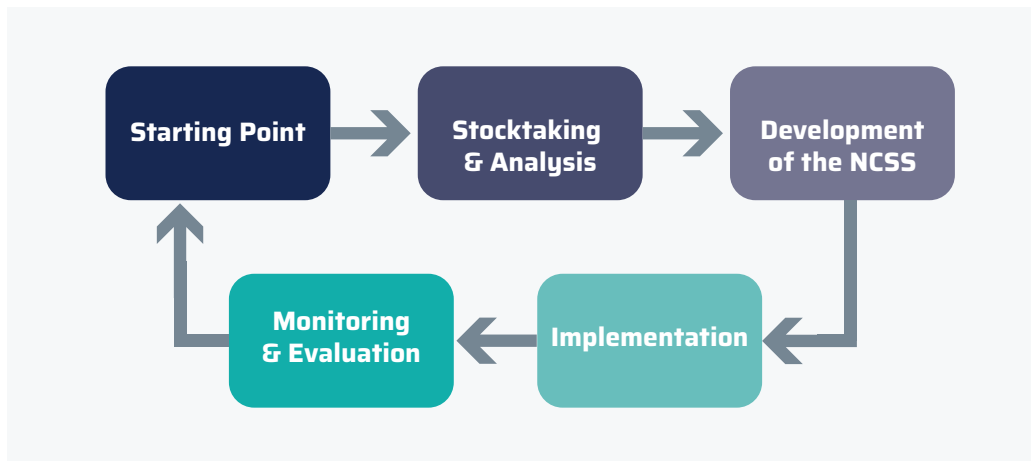 Starting Point
Stocktaking
& Analysis
Development
of the NCSS
Implementation
Monitoring
& Evaluation